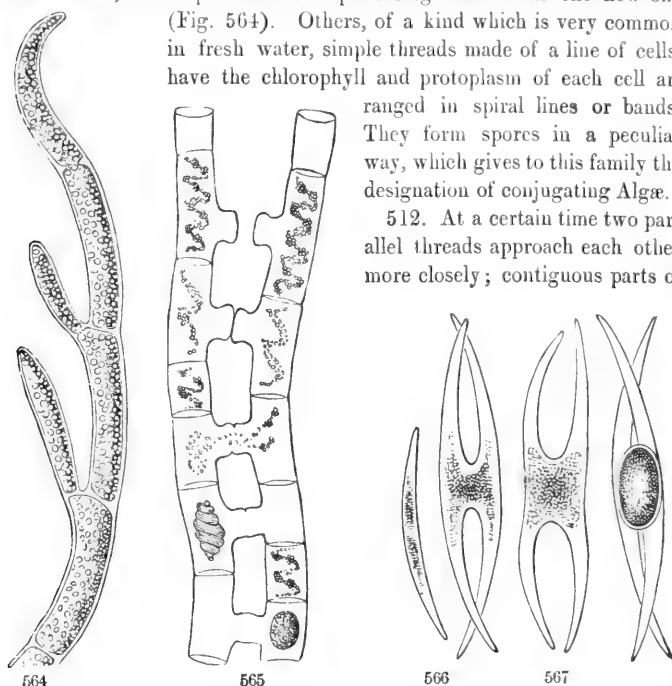 (Fig. 564). Others, of a kind which is very commo
in fresh water, simple threads made of a line of cells
have the chlorophyll and protoplasm of each cell ar
ranged in spiral lines or bands
They form spores in a peculia
way, which gives to this family th
designation of conjugating Algæ.
512. At a certain time two par
allel threads approach each othe
more closely; contiguous parts o
564 565 566 567